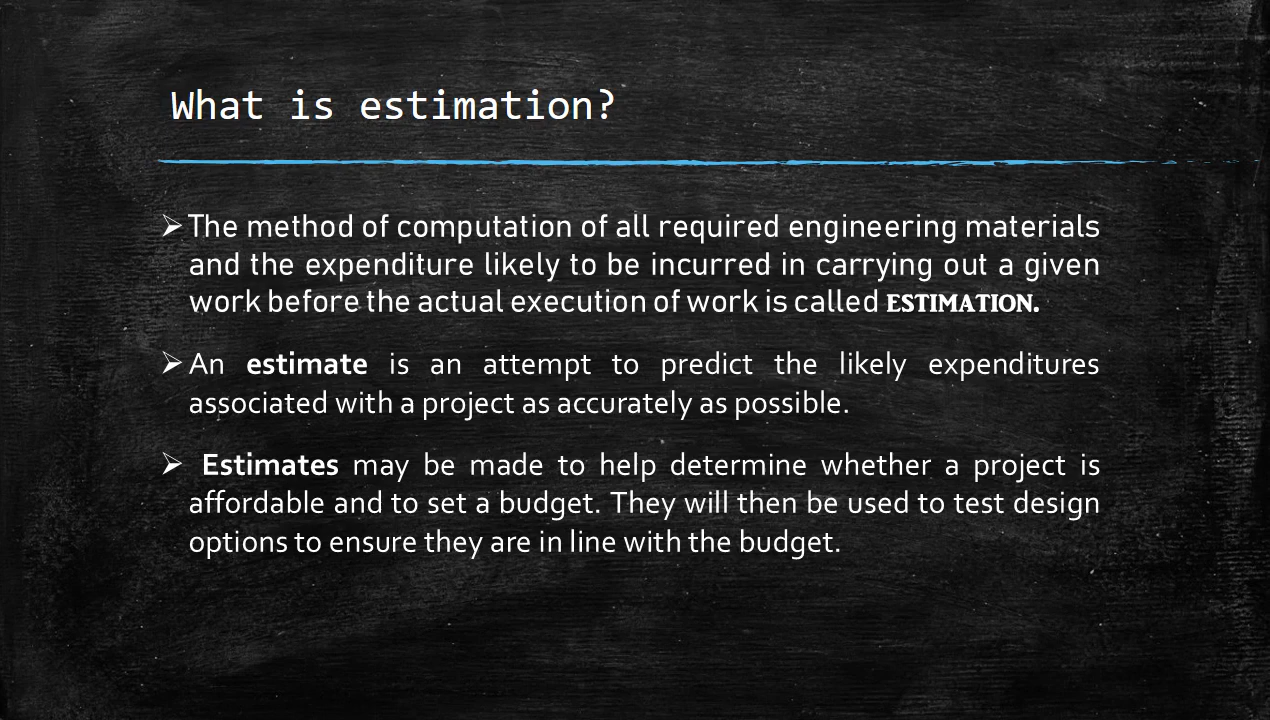 What is estimation?
➢The method of computation of all required engineering materials
and the expenditure likely to be incurred in carrying out a given
work before the actual execution of work is called ESTIMATION.
➢An estimate is an attempt to predict the likely expenditures
associated with a project as accurately as possible.
➢ Estimates may be made to help determine whether a project is
affordable and to set a budget. They will then be used to test design
options to ensure they are in line with the budget.